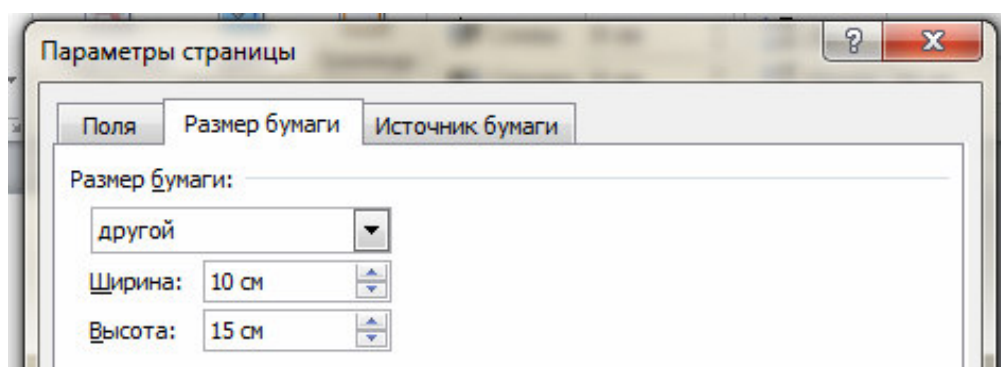 Параметры страницы
?
X
Поля
Размер бумаги
Источник бумаги
Размер бумаги:
другой
Ширина: 10 см
Высота: 15 см